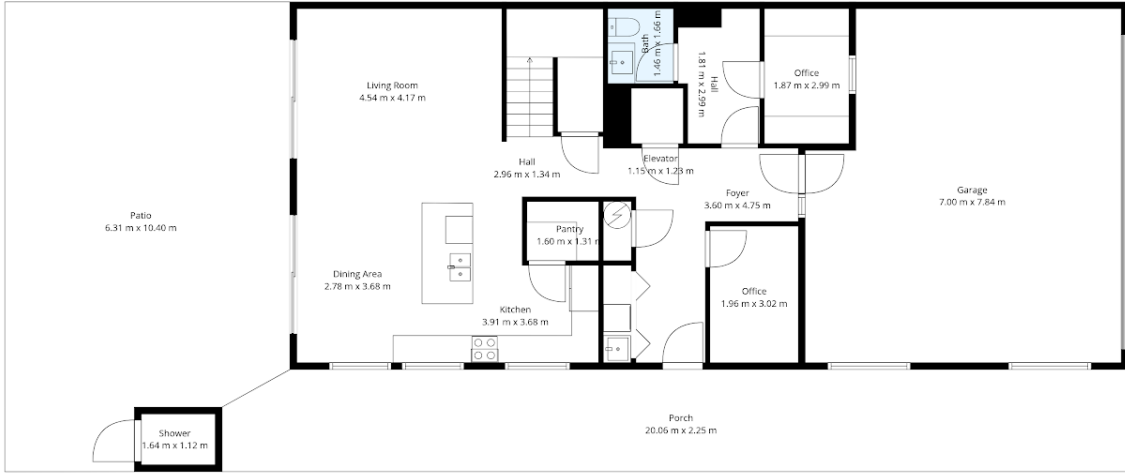 Bath
1.46 m x 1.66 m
Hall
1.81 m x 2.99 m
Office
1.87 m x 2.99 m
Living Room
4.54 m x 4.17 m
Hall
2.96 m x 1.34 m
Elevator
1.15 m x 1.23 m
Foyer
3.60 m x 4.75 m
Garage
7.00 m x 7.84 m
Patio
6.31 m x 10.40 m
Pantry
1.60 m x 1.31 m
Dining Area
2.78 m x 3.68 m
Kitchen
3.91 m x 3.68 m
Office
1.96 m x 3.02 m
Porch
20.06 m x 2.25 m
Shower
1.64 m x 1.12 m